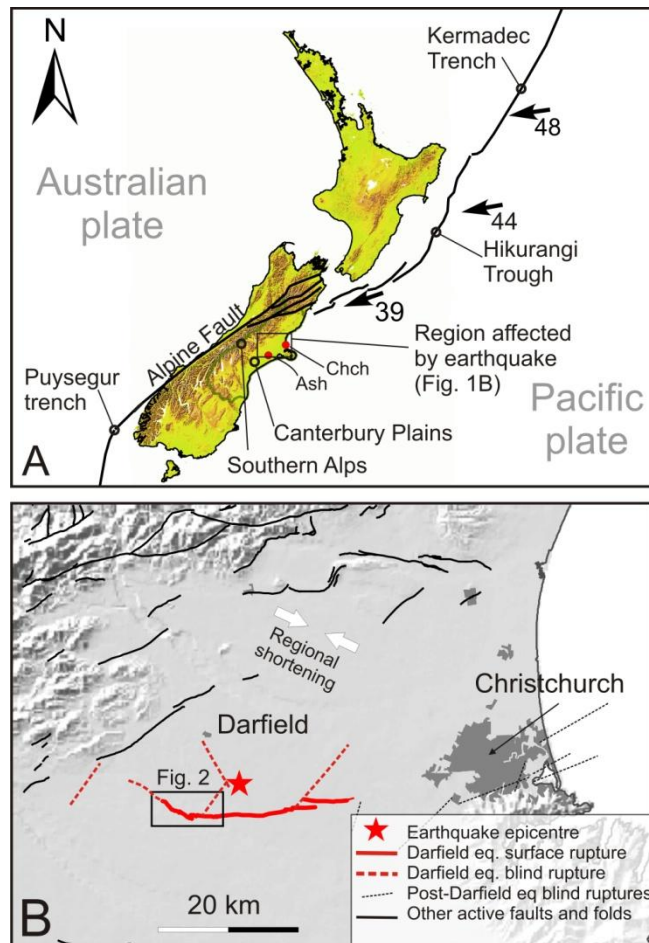 N
Kermadec
Trench
48
Australian
plate
44
Hikurangi
Trough
39
Alpine Fault
Region affected
by earthquake
(Fig. 1B)
Chch
Ash
Puysegur
trench
Pacific
plate
Canterbury Plains
Southern Alps
A
Regional
shortening
Christchurch
Darfield
Fig. 2
Earthquake epicentre
Darfield eq. surface rupture
Darfield eq. blind rupture
Post-Darfield eq blind ruptures
Other active faults and folds
20 km
B